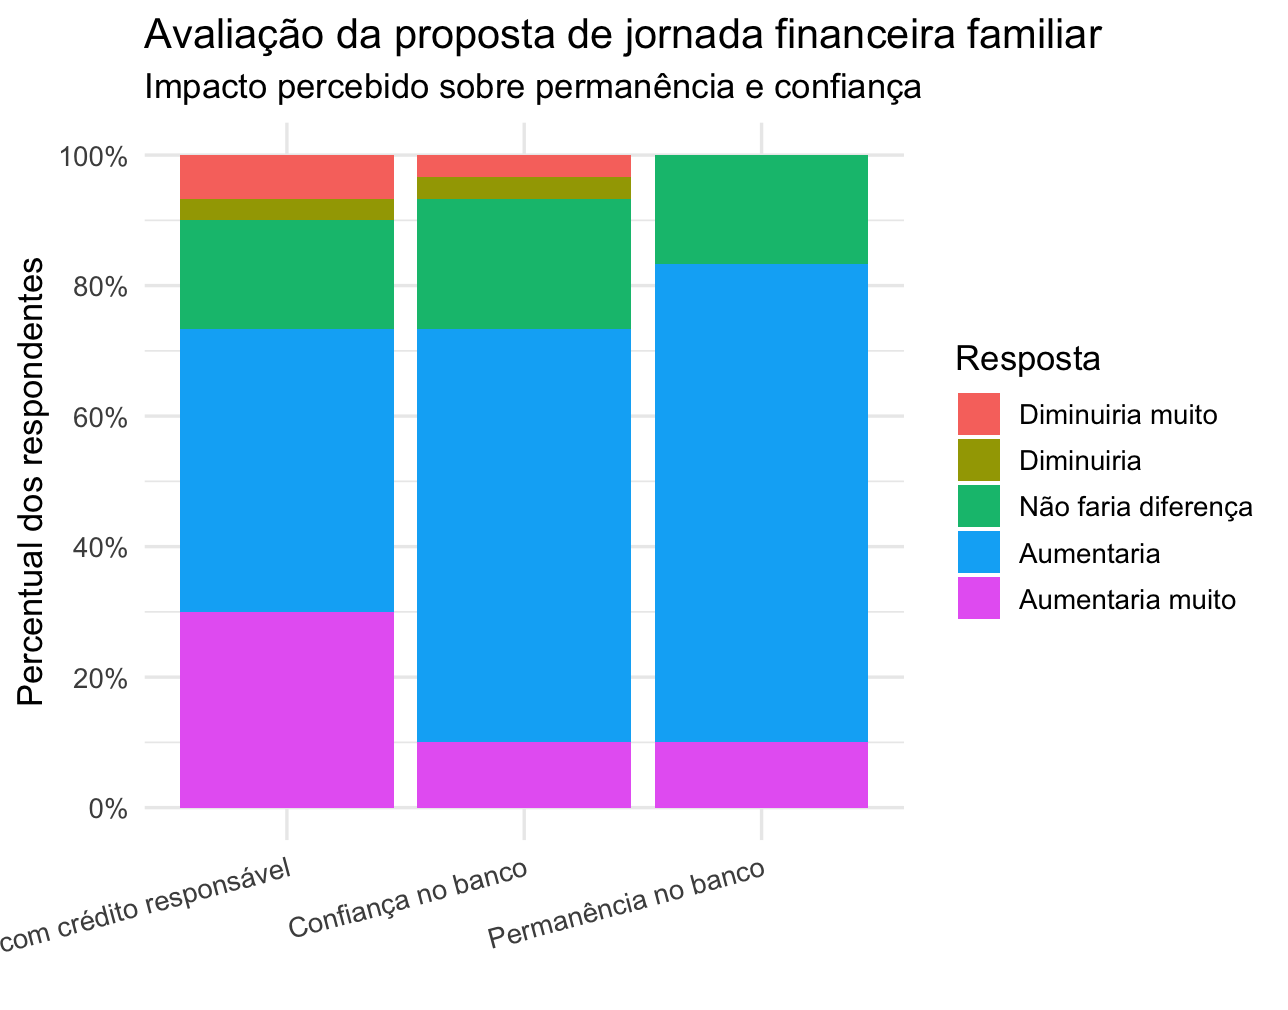 Avaliação da proposta de jornada financeira familiar
Impacto percebido sobre permanência e confiança
Percentual dos respondentes
100%
80%
60%
40%
20%
0%
com crédito responsável
Confiança no banco
Permanência no banco
Resposta
Diminuiria muito
Diminuiria
Não faria diferença
Aumentaria
Aumentaria muito